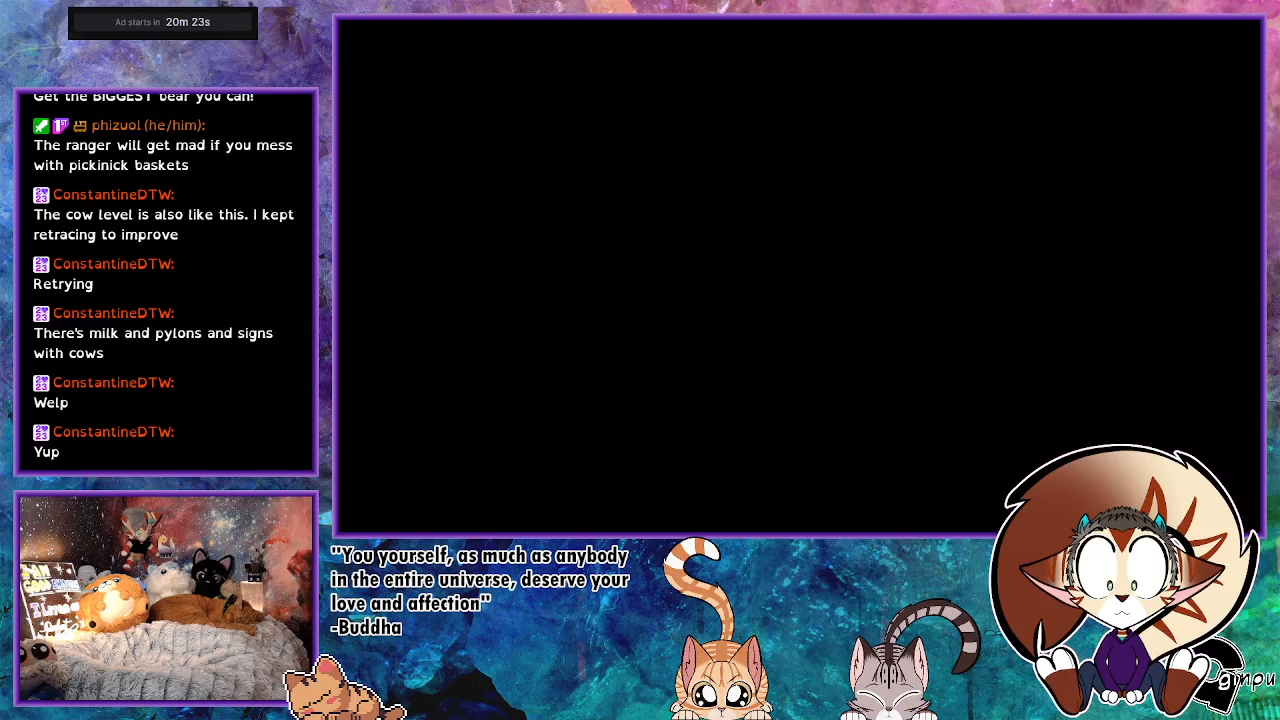 Ad starts in 20m 23s
Get the BIGGEST bear you can!
phizuol (he/him):
The ranger will get mad if you mess
with pickinick baskets
ConstantineDTW:
The cow level is also like this. I kept
retracing to improve
ConstantineDTW:
Retrying
ConstantineDTW:
There's milk and pylons and signs
with cows
ConstantineDTW:
Welp
ConstantineDTW:
Yup
"You yourself, as much as anybody
in the entire universe, deserve your
love and affection"
-Buddha